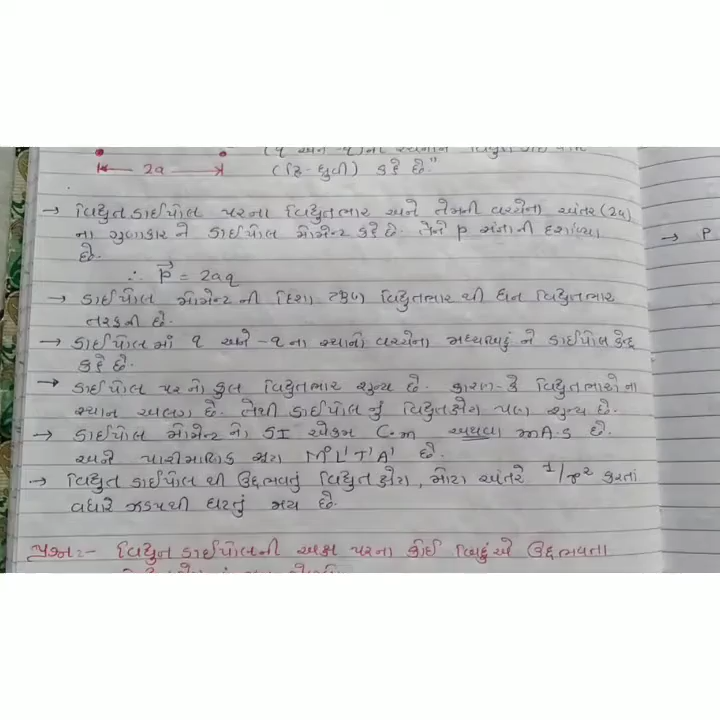 ← 2a →
(દ્વિ-ધ્રુવી) કહે છે."
→ વિદ્યુત ડાઈપોલ પરના વિદ્યુતભાર અને તેમની વચ્ચેના અંતર (2a)
ના ગુણાકાર ને ડાઈપોલ મોમેન્ટ કહે છે. તેને p સંજ્ઞાની
છે.
∴ p⃗ = 2aq
→ ડાઈપોલ મોમેન્ટ ની દિશા ઋણ વિદ્યુતભાર થી ધન વિદ્યુતભાર
તરફની છે.
→ ડાઈપોલ માં q અને -q ના સ્થાનો વચ્ચેના મધ્યબિંદુ ને ડાઈપોલ કેન્દ્ર
કહે છે.
→ ડાઈપોલ પર નો કુલ વિદ્યુતભાર શૂન્ય છે. કારણ-કે વિદ્યુતભારોના
સ્થાન અલગ છે. તેથી ડાઈપોલ નું વિદ્યુતક્ષેત્ર પણ શૂન્ય છે.
→ ડાઈપોલ મોમેન્ટ નો SI એકમ C.m અથવા mA.s છે.
અને પારિમાણિક સૂત્ર M⁰L¹T¹A¹ છે.
→ વિદ્યુત ડાઈપોલ થી ઉદ્દભવતું વિદ્યુત ક્ષેત્ર, મોટા અંતરે 1/r² કરતાં
વધારે ઝડપથી ઘટતું જાય છે.
→ P
પ્રશ્ન:- વિદ્યુત ડાઈપોલની અક્ષ પરના કોઈ બિંદુએ ઉદ્દભવતા